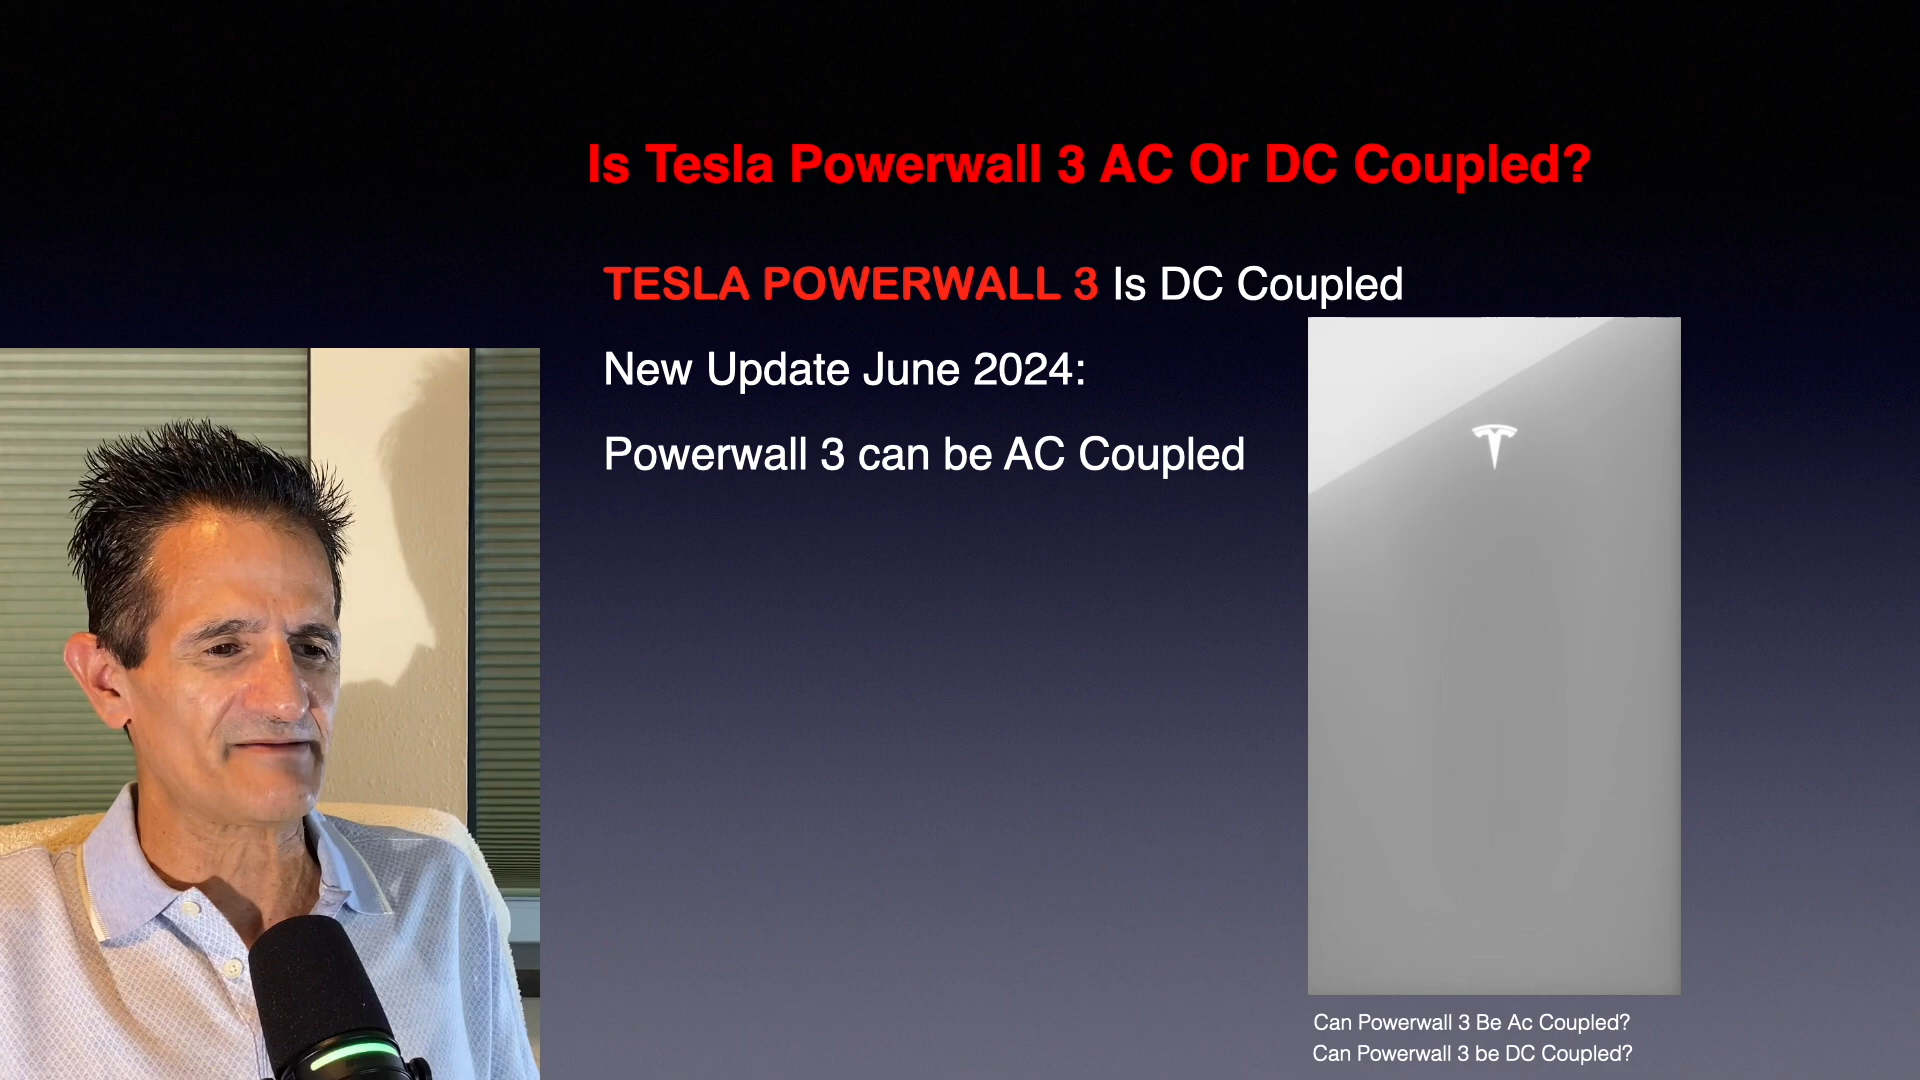 Is Tesla Powerwall 3 AC Or DC Coupled?
TESLA POWERWALL 3 Is DC Coupled
New Update June 2024:
Powerwall 3 can be AC Coupled
Can Powerwall 3 Be Ac Coupled?
Can Powerwall 3 be DC Coupled?